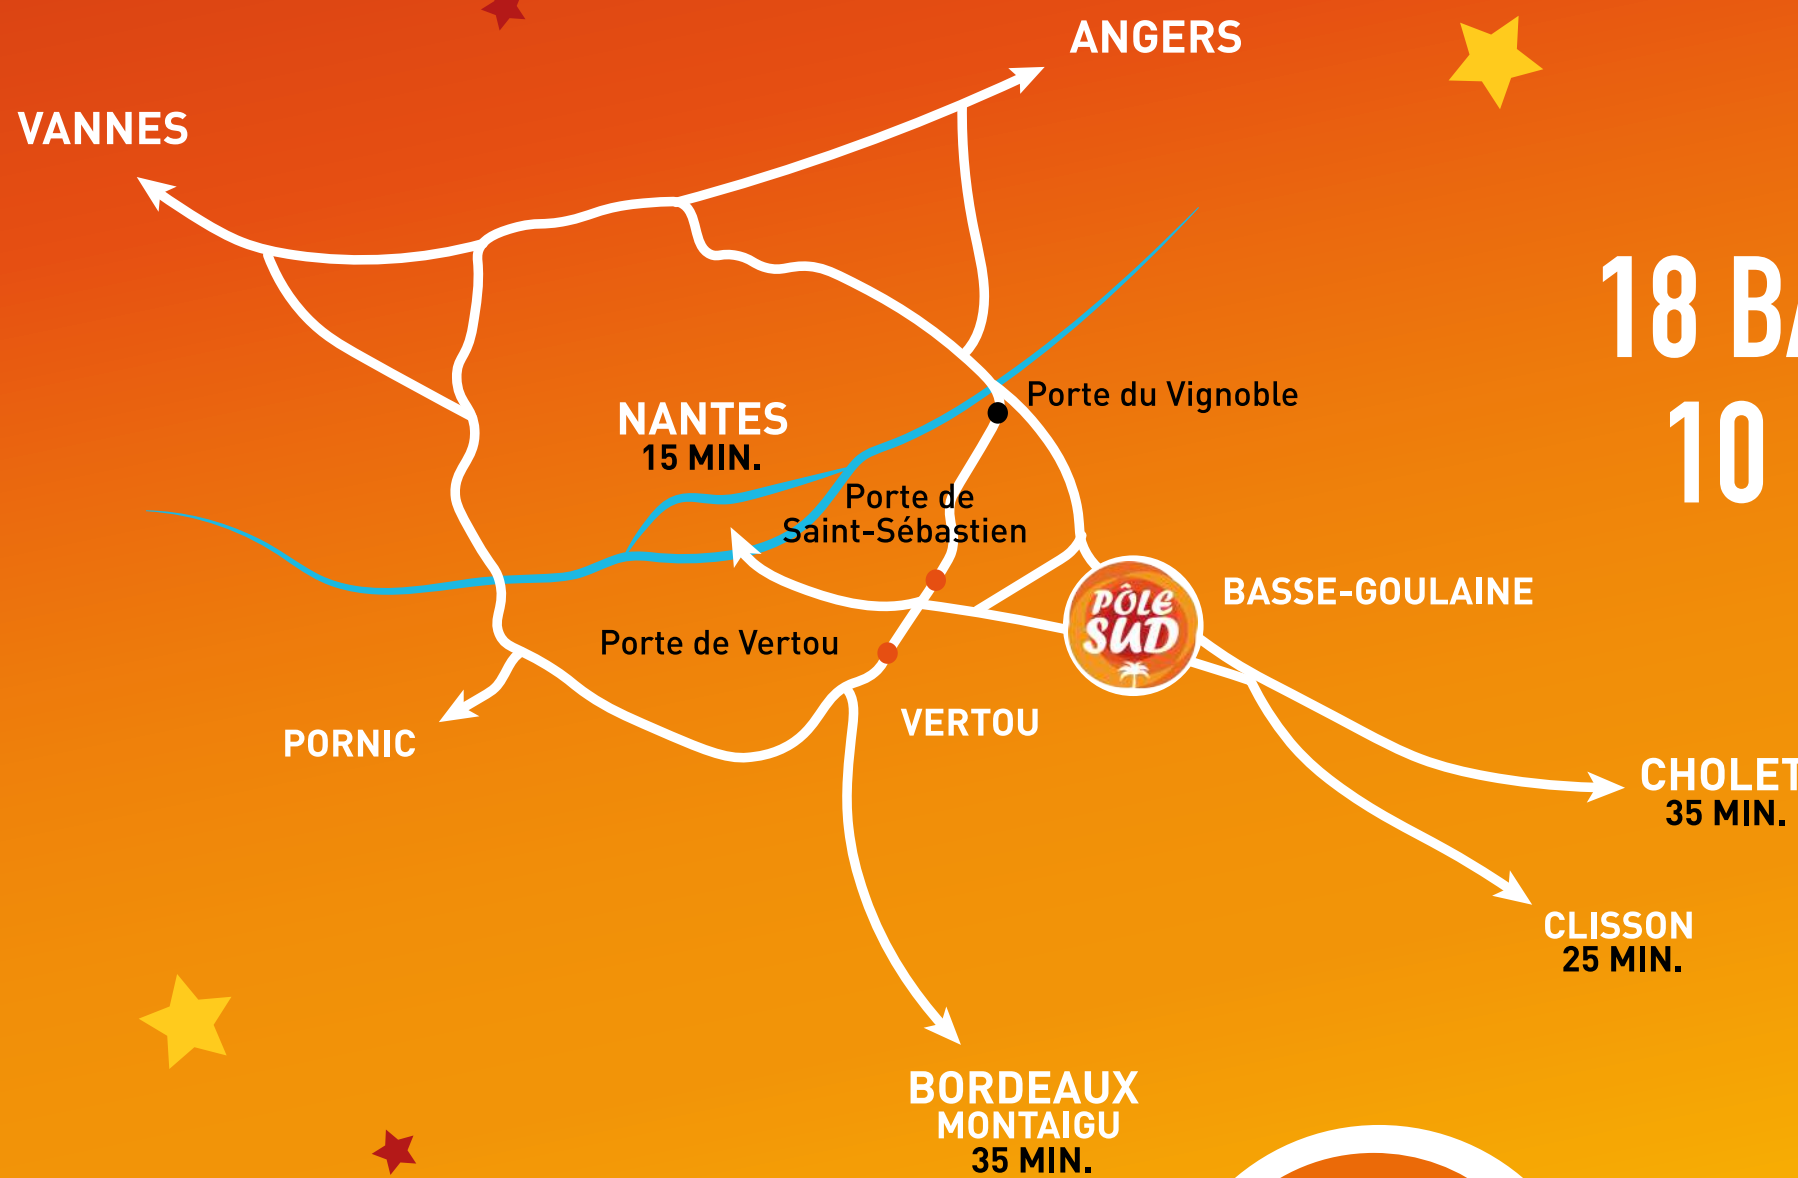 ANGERS
VANNES
18 BA
10
Porte du Vignoble
NANTES
15 MIN.
Porte de
Saint-Sébastien
PÔLE
SUD
BASSE-GOULAINE
Porte de Vertou
VERTOU
PORNIC
CHOLET
35 MIN.
CLISSON
25 MIN.
BORDEAUX
MONTAIGU
35 MIN.